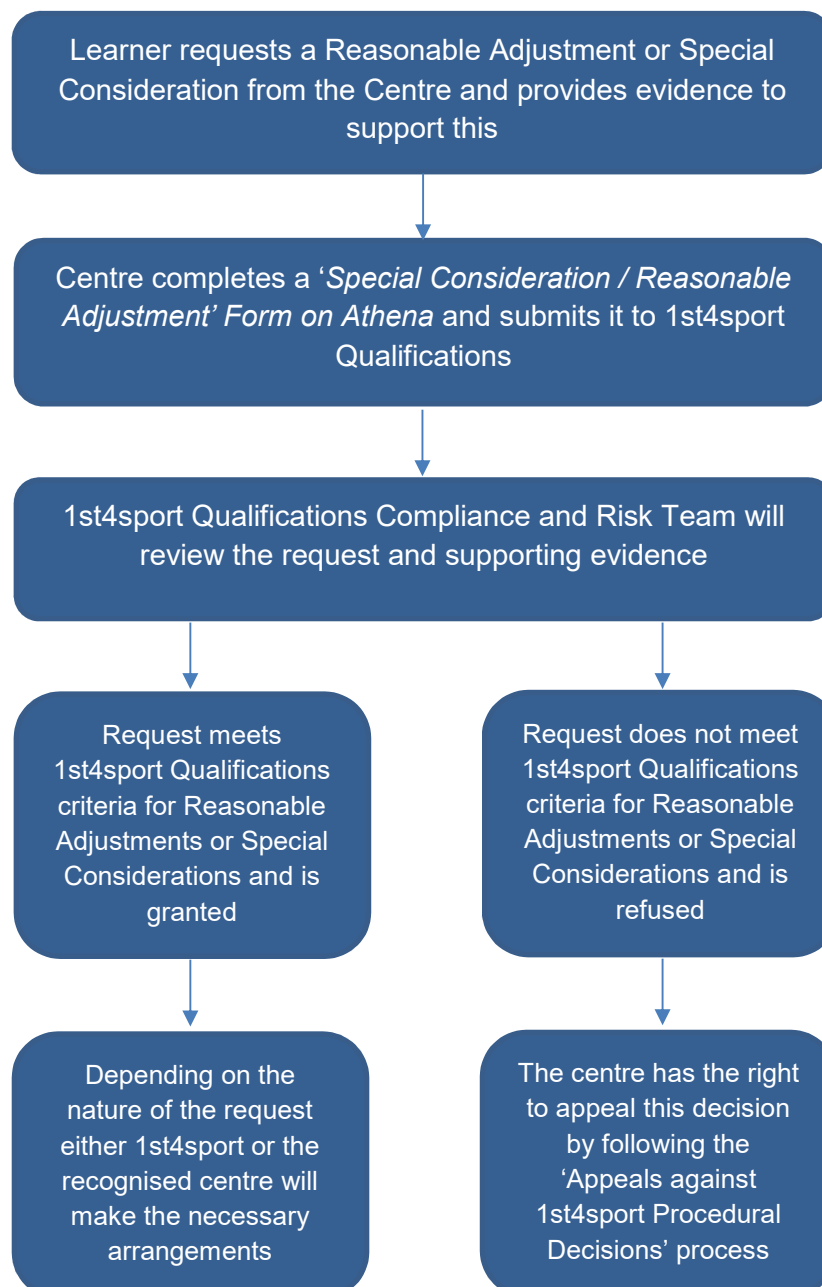 Learner requests a Reasonable Adjustment or Special
Consideration from the Centre and provides evidence to
support this
Centre completes a ‘Special Consideration / Reasonable
Adjustment’ Form on Athena and submits it to 1st4sport
Qualifications
1st4sport Qualifications Compliance and Risk Team will
review the request and supporting evidence
Request meets
1st4sport Qualifications
criteria for Reasonable
Adjustments or Special
Considerations and is
granted
Request does not meet
1st4sport Qualifications
criteria for Reasonable
Adjustments or Special
Considerations and is
refused
Depending on the
nature of the request
either 1st4sport or the
recognised centre will
make the necessary
arrangements
The centre has the right
to appeal this decision
by following the
‘Appeals against
1st4sport Procedural
Decisions’ process